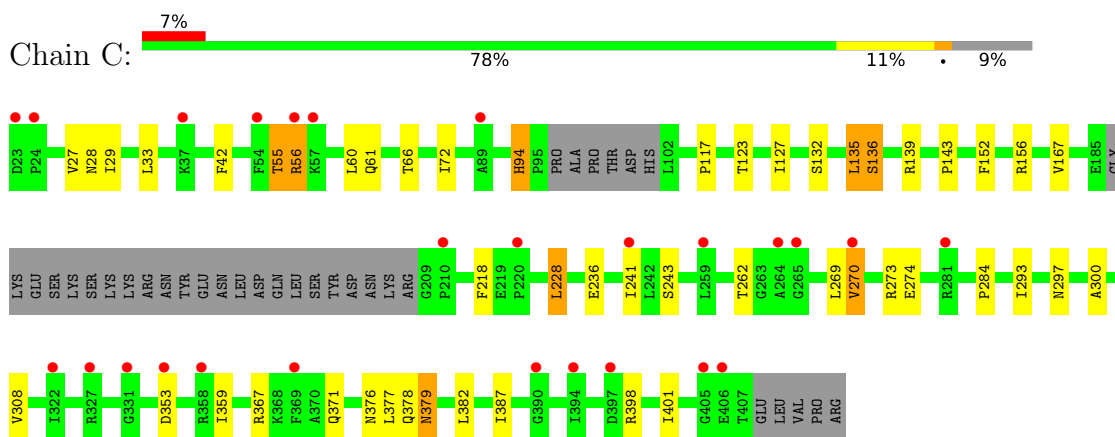 7%
Chain C:
78% 11% • 9%
D23 P24 V27 N28 I29 L33 K37 F42 F54 T55 R56 K57 L60 Q61 T66 I72 A89 H94 P95 PRO ALA PRO THR ASP HIS L102 P117 T123 I127 S132 L135 S136 R139 P143 F152 R156 V167 E185 GLY
LYS GLU SER LYS SER LYS LYS ARG ASN TYR GLU ASN LEU ASP GLN LEU SER TYR ASP ASN LYS ARG G209 P210 F218 E219 P220 L228 E236 I241 L242 S243 L259 T262 G263 A264 G265 L269 V270 R273 E274 R281 P284 I293 N297 A300
V308 I322 R327 G331 D353 R358 I359 R367 K368 F369 A370 Q371 N376 L377 Q378 N379 L382 I387 G390 I394 D397 R398 I401 G405 E406 T407 GLU LEU VAL PRO ARG